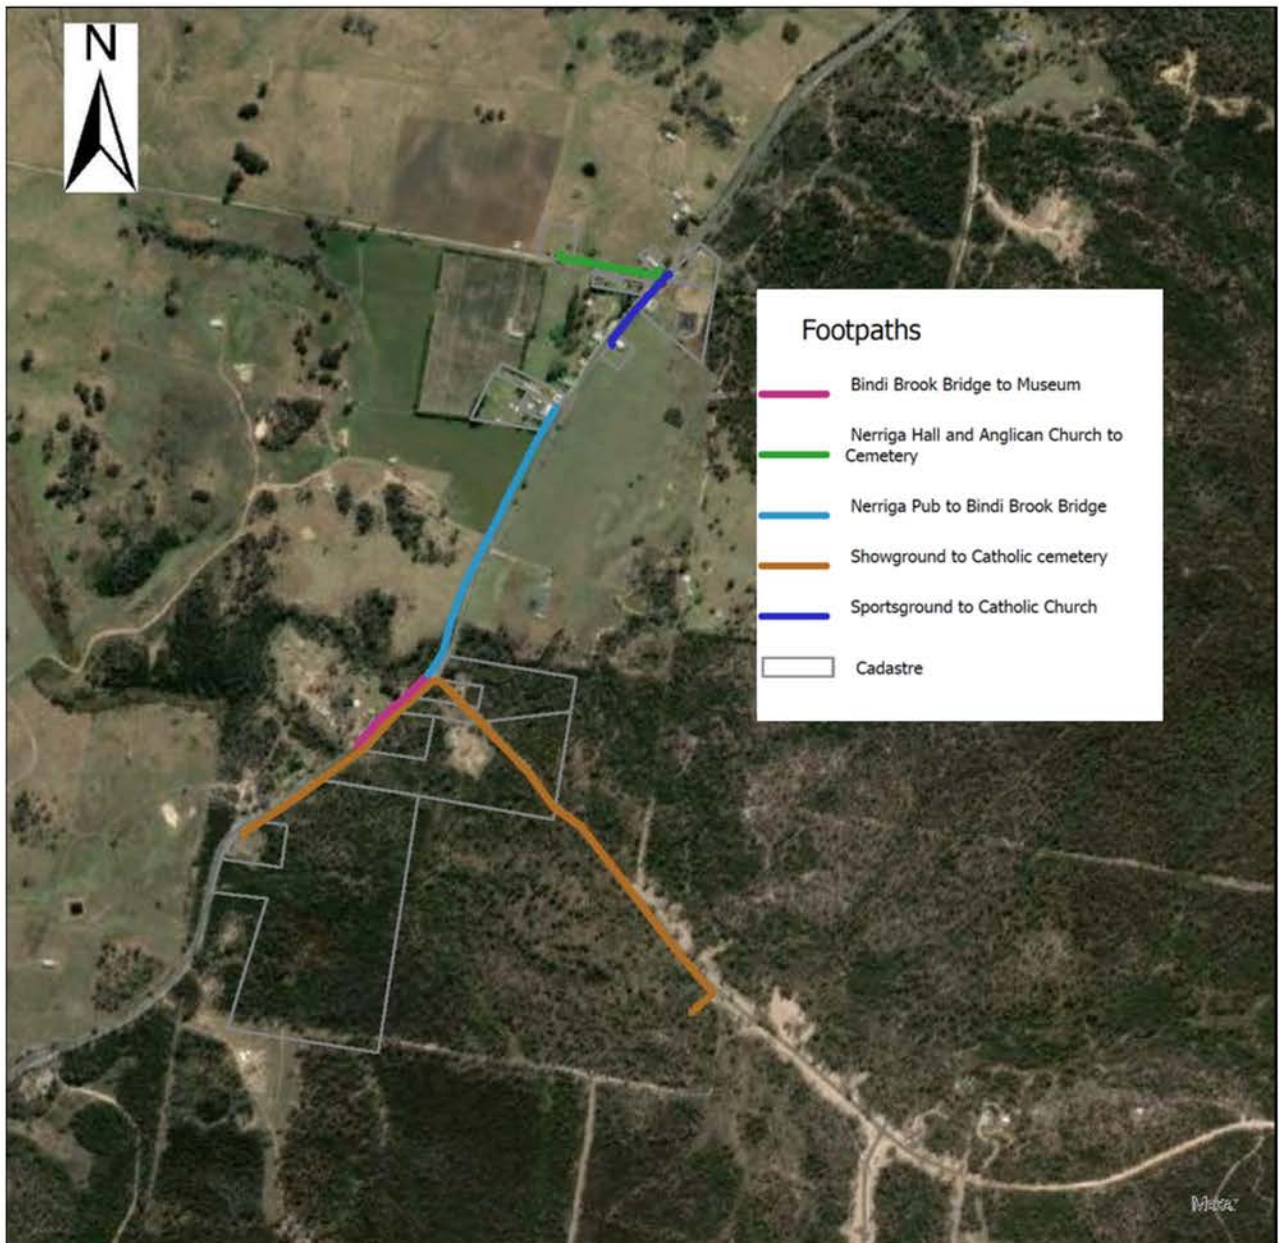 N
Footpaths
Bindi Brook Bridge to Museum
Nerriga Hall and Anglican Church to
Cemetery
Nerriga Pub to Bindi Brook Bridge
Showground to Catholic cemetery
Sportsground to Catholic Church
Cadastre
Maxar